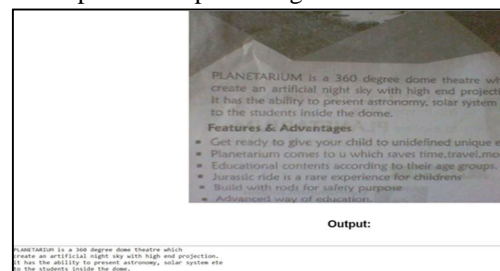 PLANETARIUM is a 360 degree dome theatre wh
create an artificial night sky with high end projecti
It has the ability to present astronomy, solar system
to the students inside the dome.
Features & Advantages
Get ready to give your child to unidefined unique e
Planetarium comes to u which saves time,travel,mo
Educational contents according to their age groups.
Jurassic ride is a rare experience for childrens
Build with rods for safety purpose
Advanced way of education.
Output:
PLANETARIUM is a 360 degree dome theatre which
create an artificial night sky with high end projection.
it has the ability to present astronomy, solar system ete
to the students inside the dome.